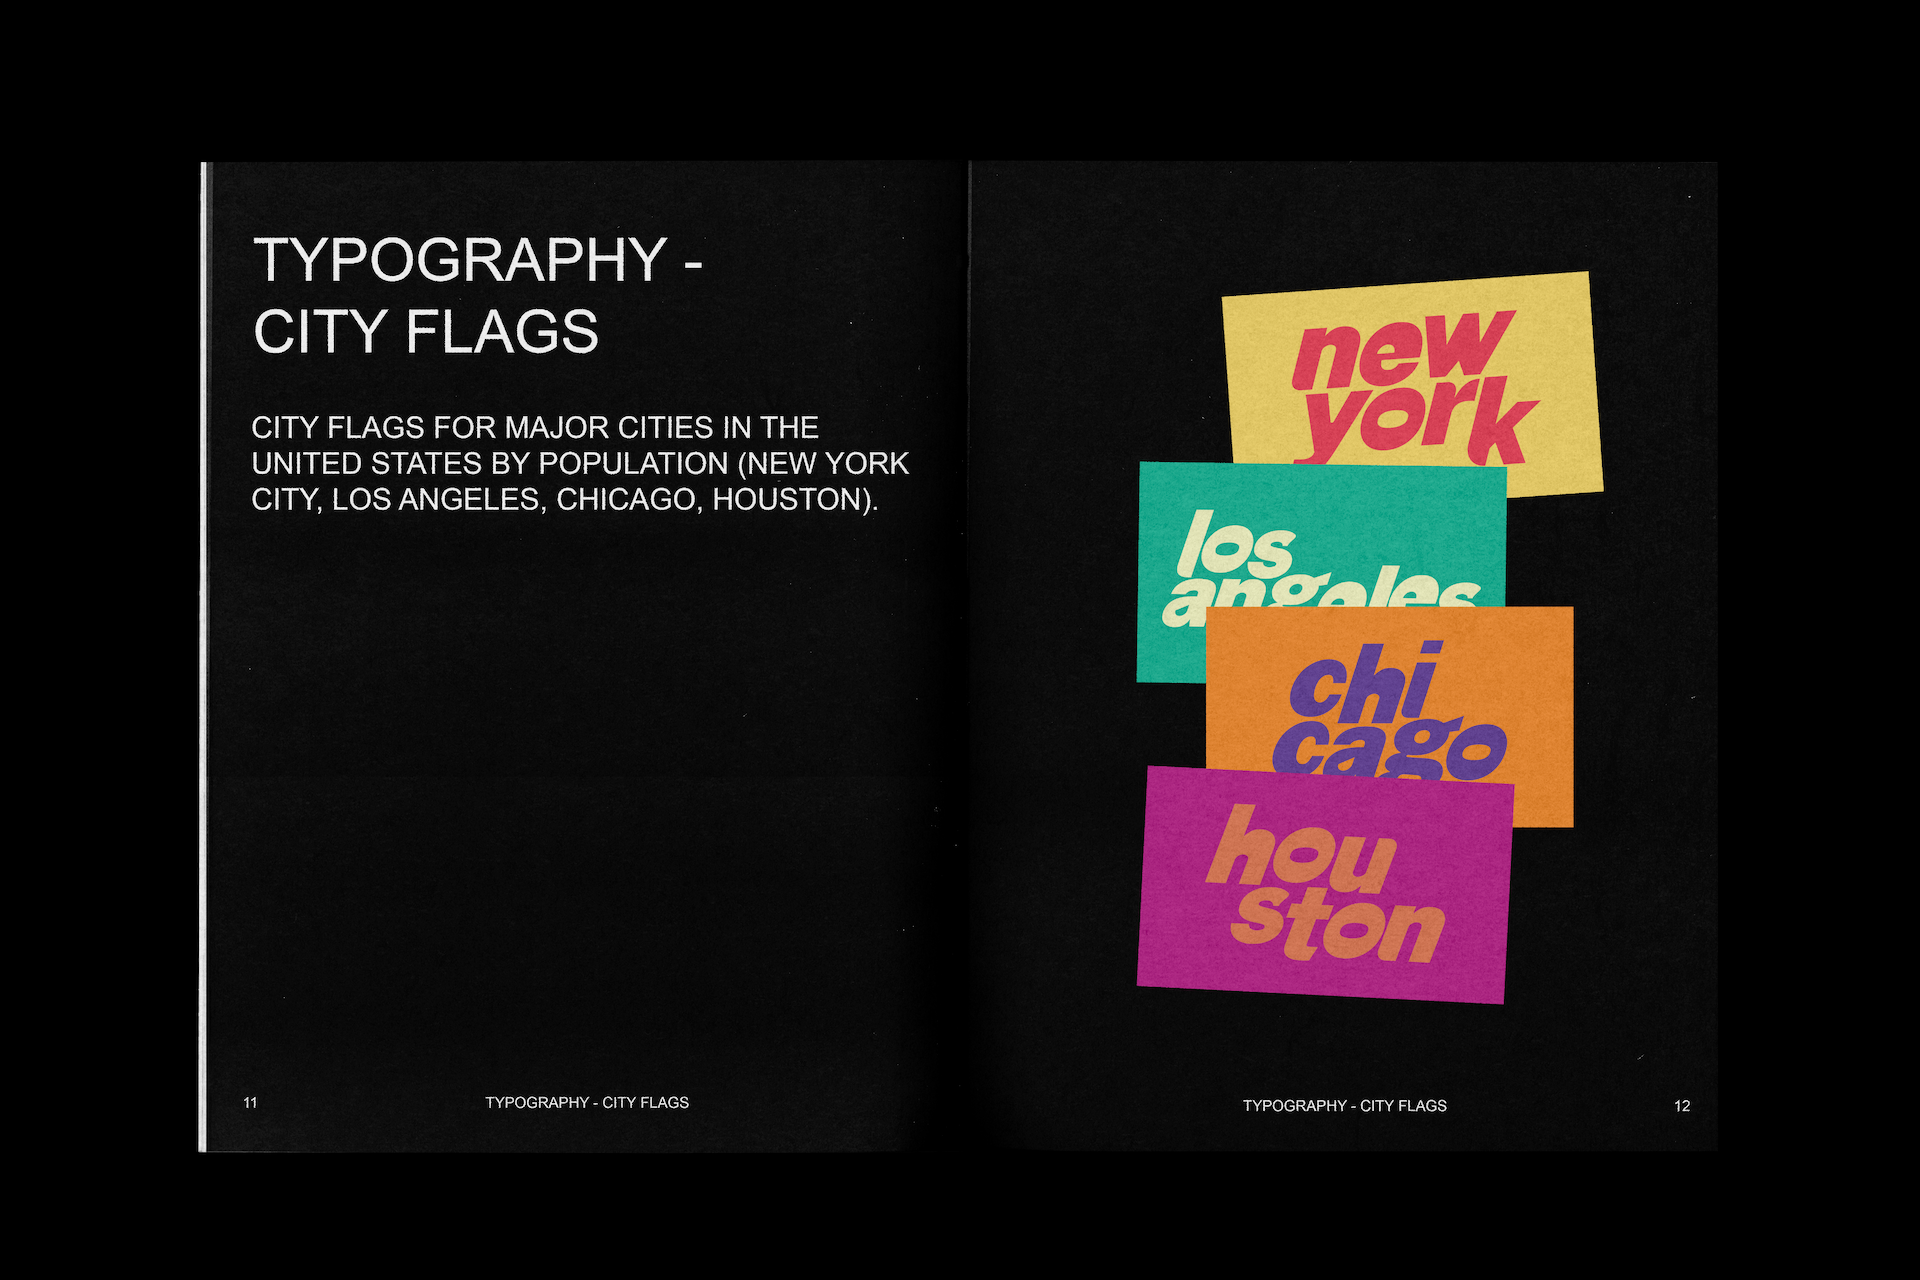 TYPOGRAPHY -
CITY FLAGS
CITY FLAGS FOR MAJOR CITIES IN THE
UNITED STATES BY POPULATION (NEW YORK
CITY, LOS ANGELES, CHICAGO, HOUSTON).
11
TYPOGRAPHY - CITY FLAGS
new
york
los
angeles
chi
cago
hou
ston
TYPOGRAPHY - CITY FLAGS
12